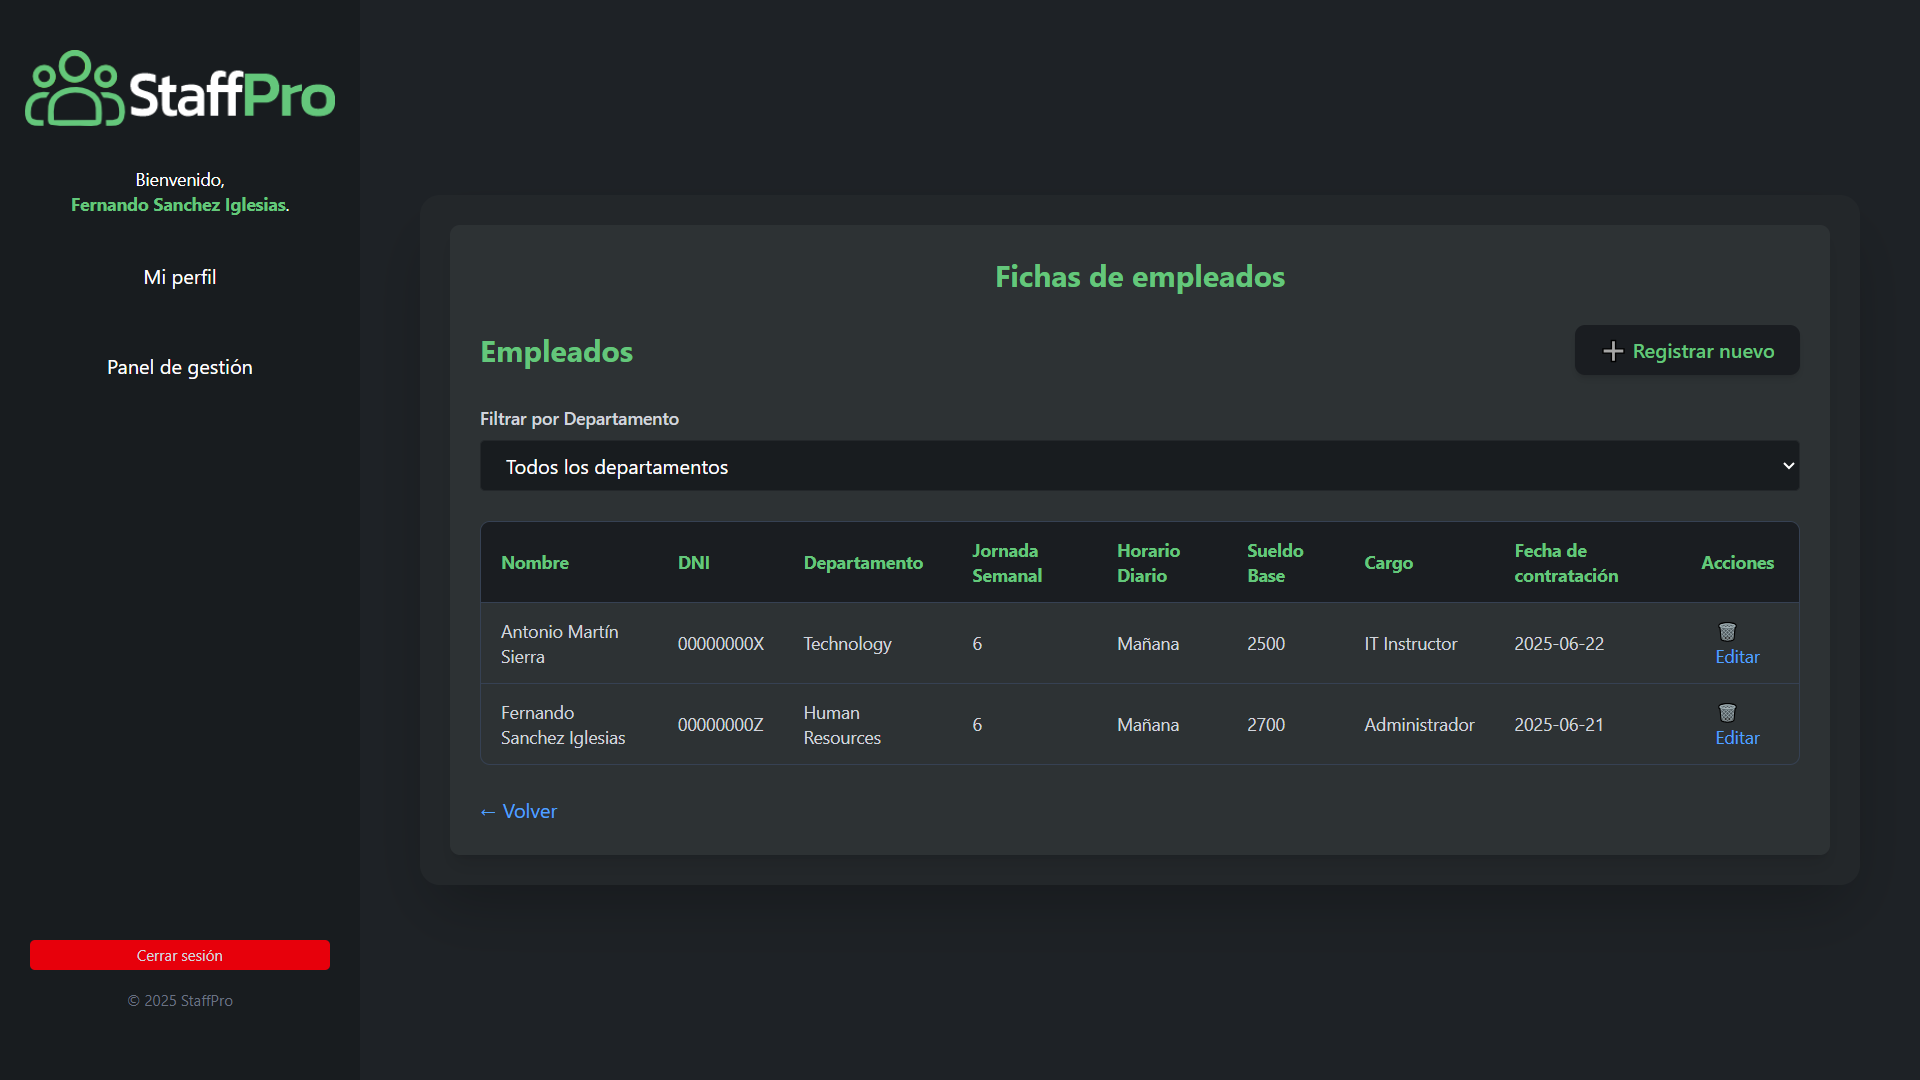 StaffPro
Bienvenido,
Fernando Sanchez Iglesias.
Mi perfil
Panel de gestión
Cerrar sesión
© 2025 StaffPro
Fichas de empleados
Empleados
Registrar nuevo
Filtrar por Departamento
Todos los departamentos
Nombre DNI Departamento Jornada Semanal Horario Diario Sueldo Base Cargo Fecha de contratación Acciones
Antonio Martín Sierra 00000000X Technology 6 Mañana 2500 IT Instructor 2025-06-22 Editar
Fernando Sanchez Iglesias 00000000Z Human Resources 6 Mañana 2700 Administrador 2025-06-21 Editar
← Volver